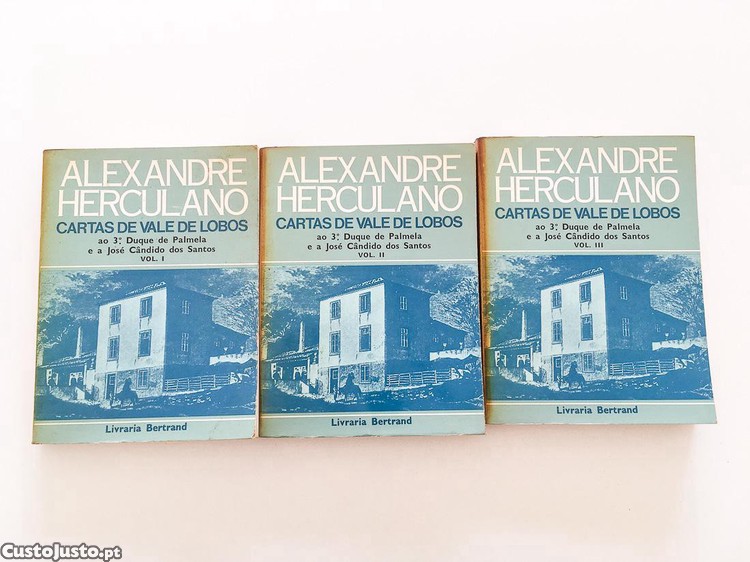 ALEXANDRE
HERCULANO
CARTAS DE VALE DE LOBOS
ao 3º Duque de Palmela
e a José Cândido dos Santos
VOL. I
Livraria Bertrand
ALEXANDRE
HERCULANO
CARTAS DE VALE DE LOBOS
ao 3º Duque de Palmela
e a José Cândido dos Santos
VOL. II
Livraria Bertrand
ALEXANDRE
HERCULANO
CARTAS DE VALE DE LOBOS
ao 3º Duque de Palmela
e a José Cândido dos Santos
VOL. III
Livraria Bertrand
CustoJusto.pt